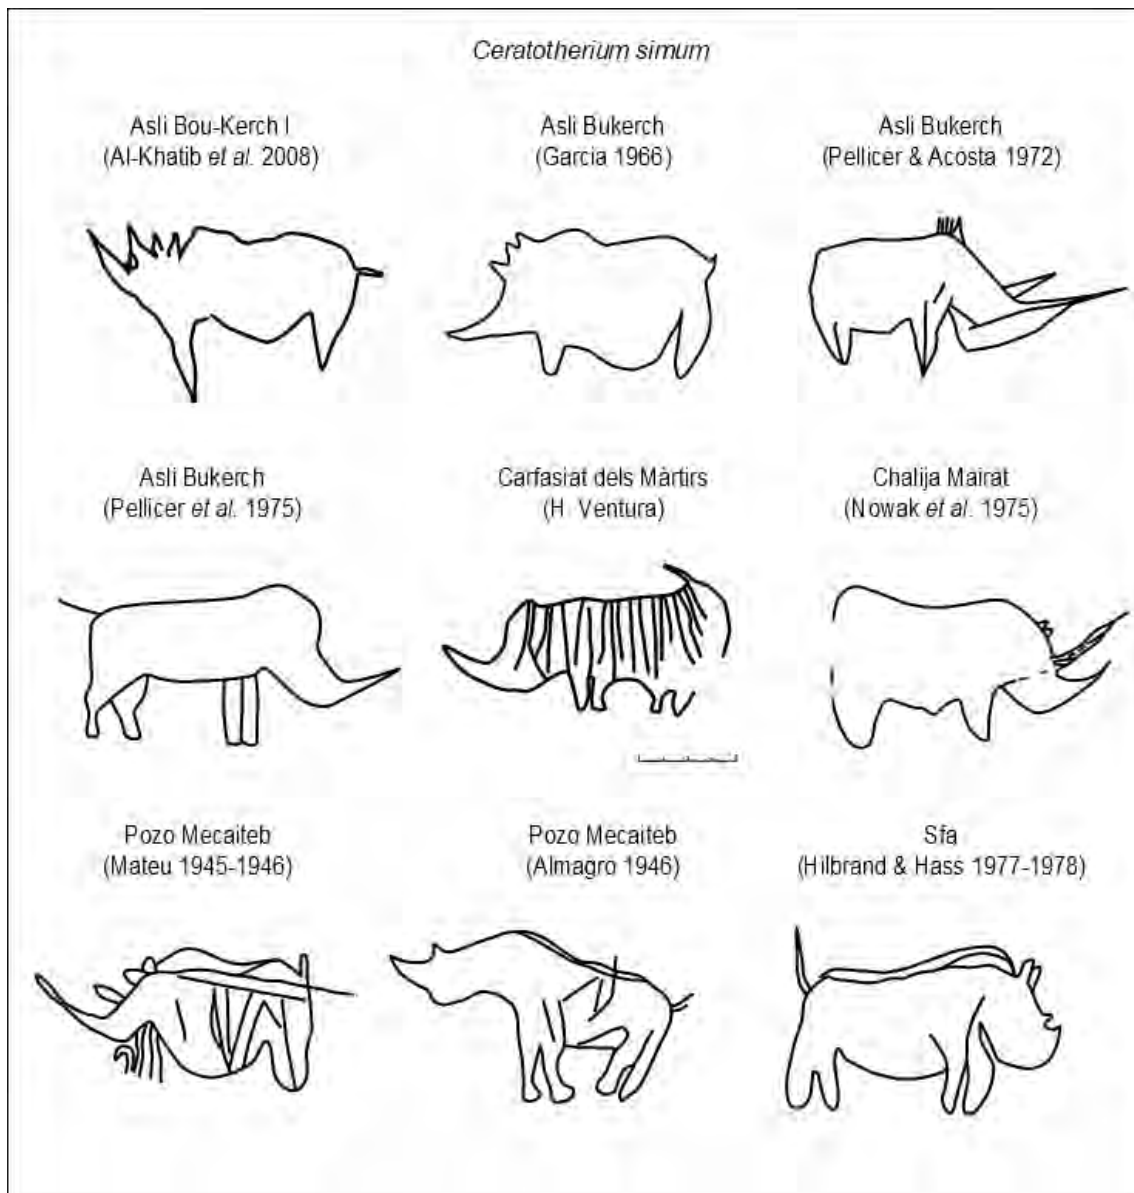 Ceratotherium simum
Asli Bou-Kerch I
(Al-Khatib et al. 2008)
Asli Bukerch
(Garcia 1966)
Asli Bukerch
(Pellicer & Acosta 1972)
Asli Bukerch
(Pellicer et al. 1975)
Carfasiat dels Màrtirs
(H. Ventura)
Chalija Mairat
(Nowak et al. 1975)
Pozo Mecaiteb
(Mateu 1945-1946)
Pozo Mecaiteb
(Almagro 1946)
Sfa
(Hilbrand & Hass 1977-1978)